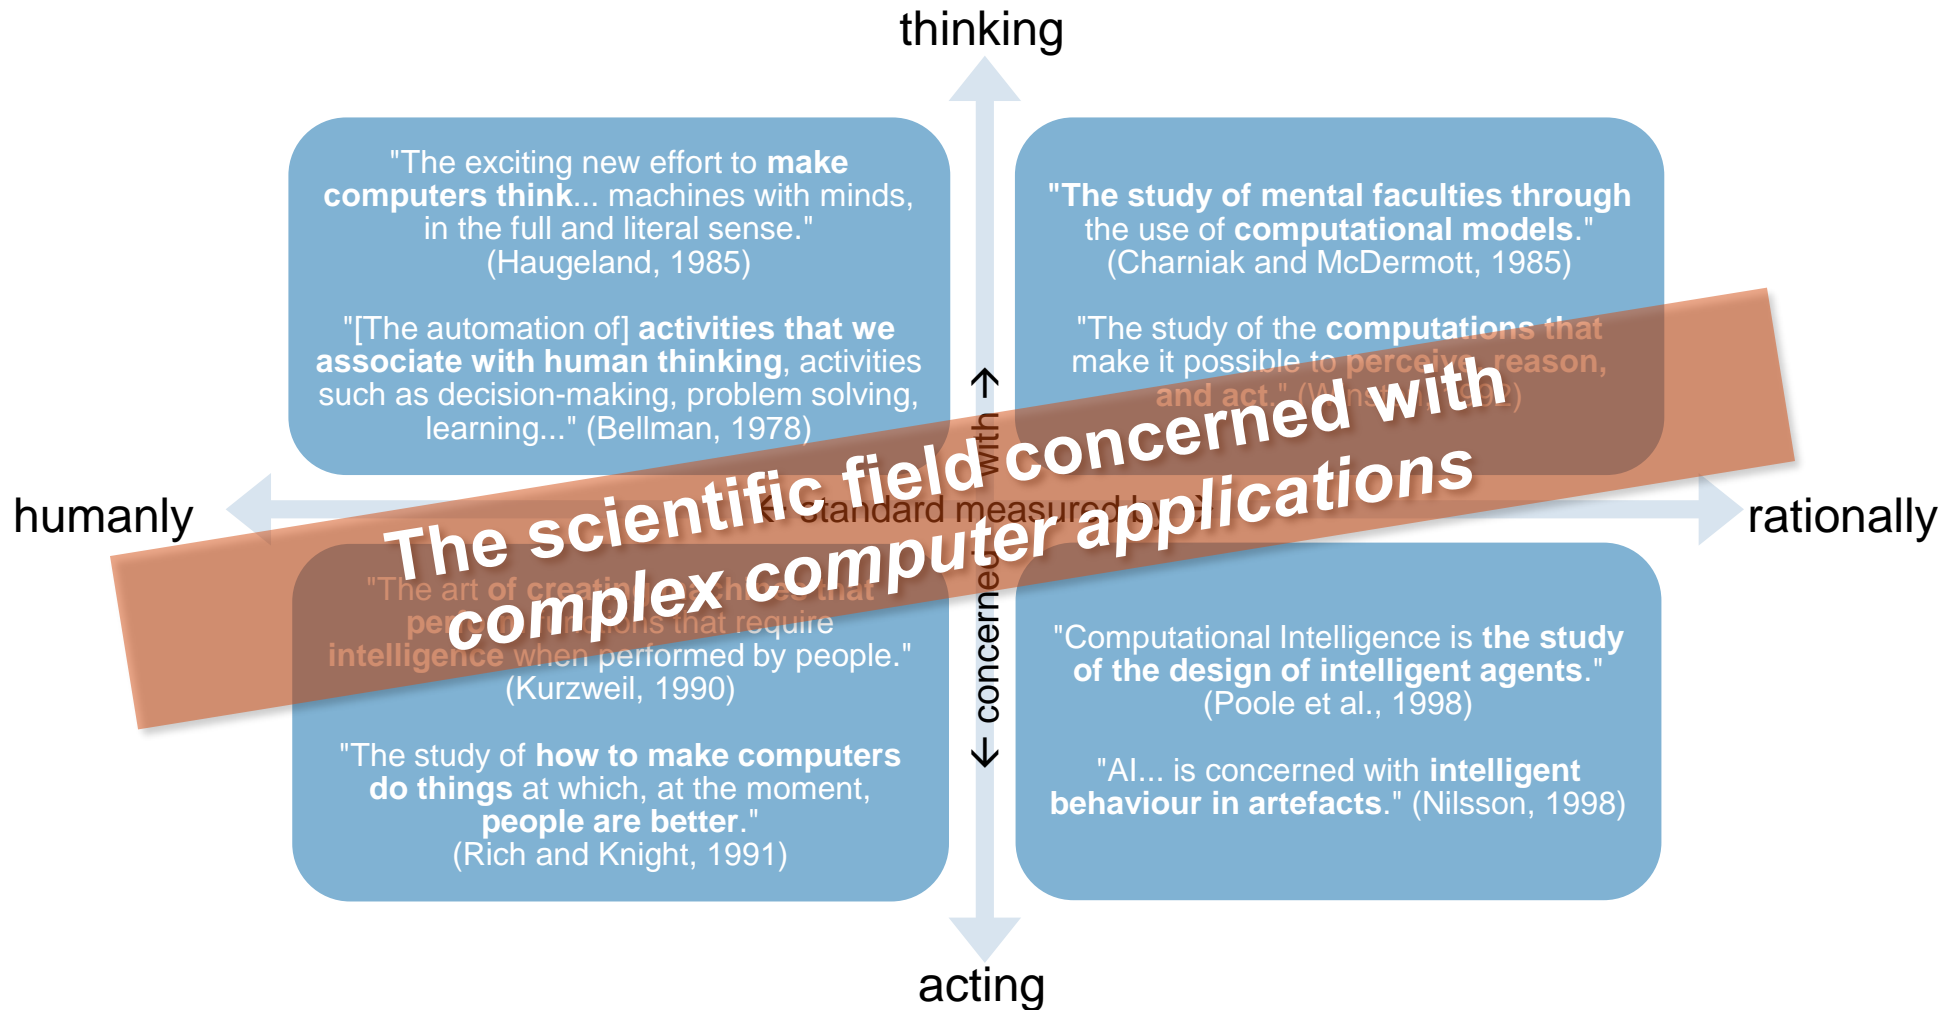 thinking
"The exciting new effort to make
computers think... machines with minds,
in the full and literal sense."
(Haugeland, 1985)
"[The automation of] activities that we
associate with human thinking, activities
such as decision-making, problem solving,
learning..." (Bellman, 1978)
"The study of mental faculties through
the use of computational models."
(Charniak and McDermott, 1985)
"The study of the computations that
make it possible to perceive, reason,
and act." (Winston, 1992)
humanly
← standard measured by →
rationally
← concerned with →
The scientific field concerned with
complex computer applications
"The art of creating machines that
perform functions that require
intelligence when performed by people."
(Kurzweil, 1990)
"The study of how to make computers
do things at which, at the moment,
people are better."
(Rich and Knight, 1991)
"Computational Intelligence is the study
of the design of intelligent agents."
(Poole et al., 1998)
"AI... is concerned with intelligent
behaviour in artefacts." (Nilsson, 1998)
acting